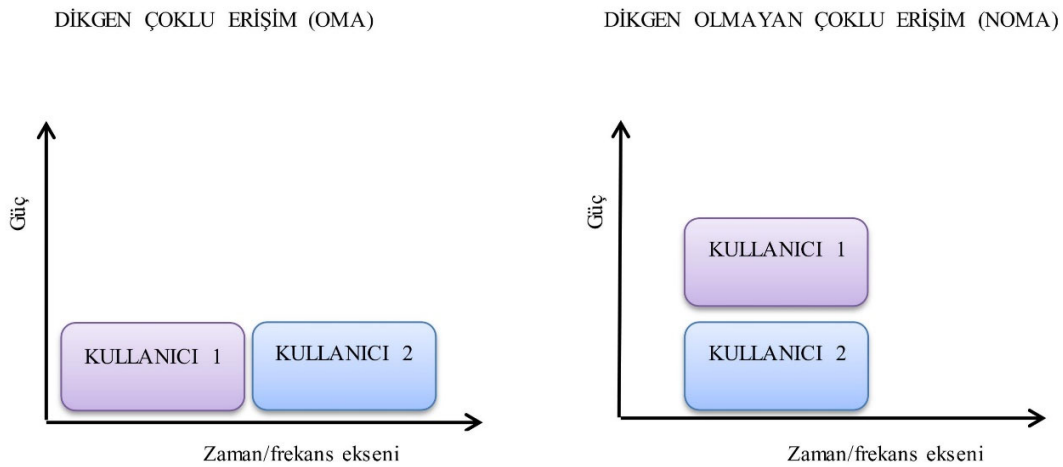 DİKGEN ÇOKLU ERİŞİM (OMA)
Güç
KULLANICI 1
KULLANICI 2
Zaman/frekans ekseni
DİKGEN OLMAYAN ÇOKLU ERİŞİM (NOMA)
Güç
KULLANICI 1
KULLANICI 2
Zaman/frekans ekseni